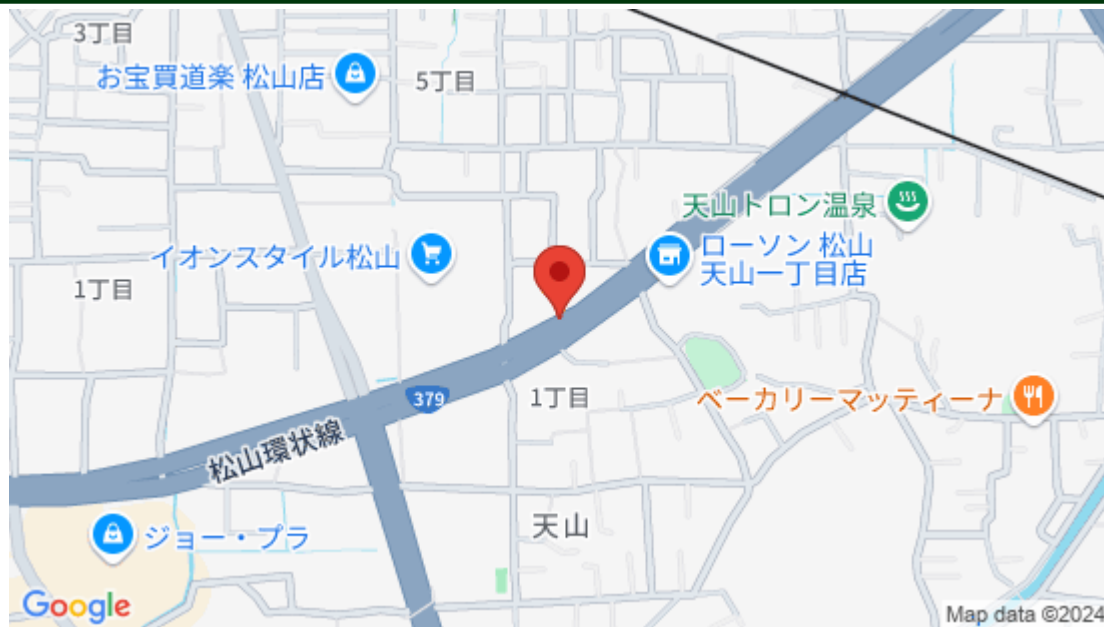 3丁目
お宝買道楽 松山店
5丁目
天山トロン温泉
イオンスタイル松山
ローソン 松山
天山一丁目店
1丁目
379
1丁目
ベーカリーマッティーナ
松山環状線
天山
ジョー・プラ
Google
Map data ©2024